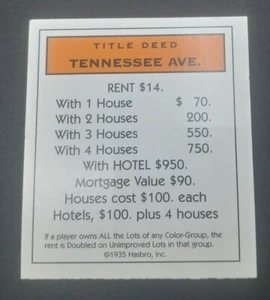 TITLE DEED
TENNESSEE AVE.
RENT $14.
With 1 House $ 70.
With 2 Houses 200.
With 3 Houses 550.
With 4 Houses 750.
With HOTEL $950.
Mortgage Value $90.
Houses cost $100. each
Hotels, $100. plus 4 houses
If a player owns ALL the Lots of any Color-Group, the
rent is Doubled on Unimproved Lots in that group.
©1935 Hasbro, Inc.